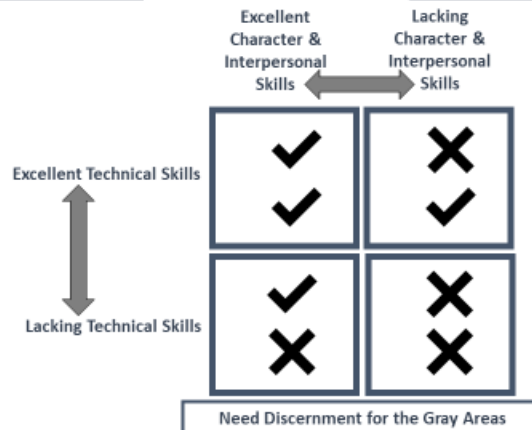 Excellent
Character &
Interpersonal
Skills
Lacking
Character &
Interpersonal
Skills
Excellent Technical Skills
Lacking Technical Skills
Need Discernment for the Gray Areas